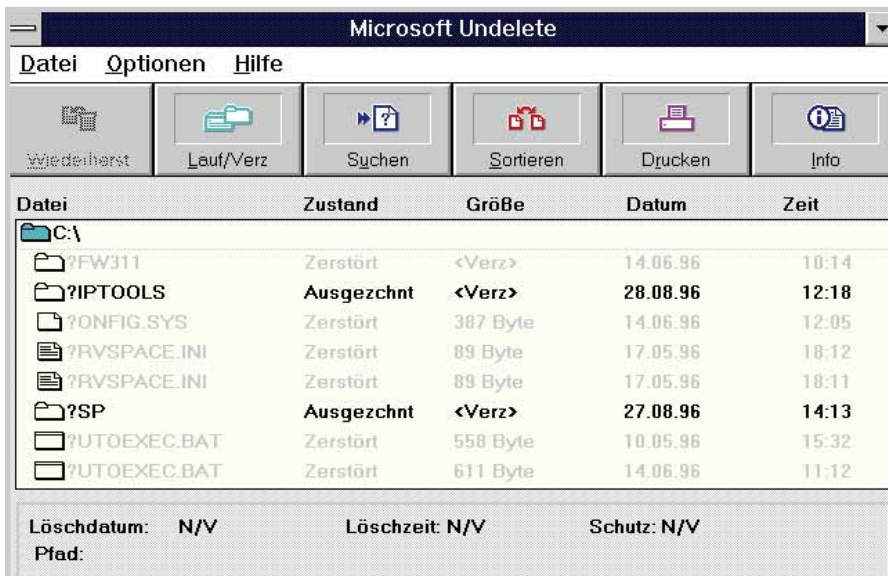 Microsoft Undelete
Datei Optionen Hilfe
Wiederherst Lauf/Verz Suchen Sortieren Drucken Info
Datei Zustand Größe Datum Zeit
C:\
?FW311 Zerstört <Verz> 14.06.96 10:14
?IPTOOLS Ausgezchnt <Verz> 28.08.96 12:18
?ONFIG.SYS Zerstört 387 Byte 14.06.96 12:05
?RVSPACE.INI Zerstört 89 Byte 17.05.96 18:12
?RVSPACE.INI Zerstört 89 Byte 17.05.96 18:11
?SP Ausgezchnt <Verz> 27.08.96 14:13
?UTOEXEC.BAT Zerstört 558 Byte 10.05.96 15:32
?UTOEXEC.BAT Zerstört 611 Byte 14.06.96 11:12
Löschdatum: N/V Löschzeit: N/V Schutz: N/V
Pfad: